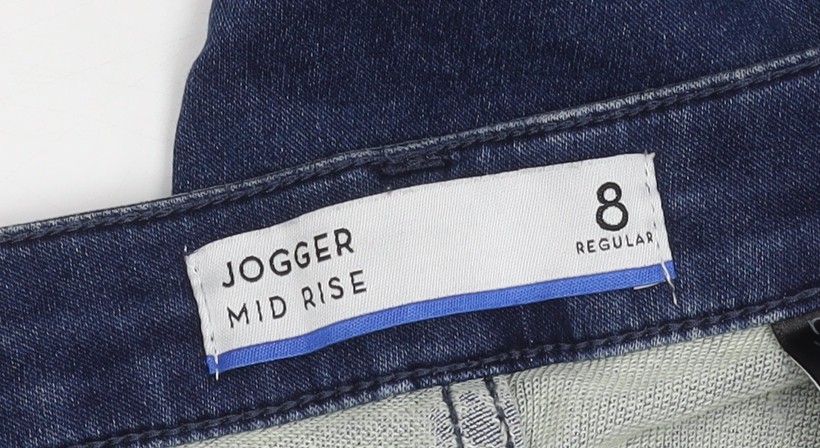 JOGGER
MID RISE
8
REGULAR